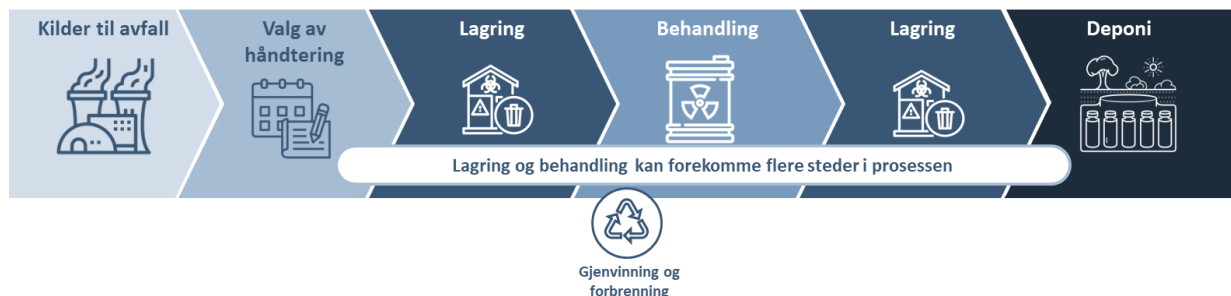 Kilder til avfall
Valg av
håndtering
Lagring
Behandling
Lagring
Deponi
Lagring og behandling kan forekomme flere steder i prosessen
Gjenvinning og
forbrenning